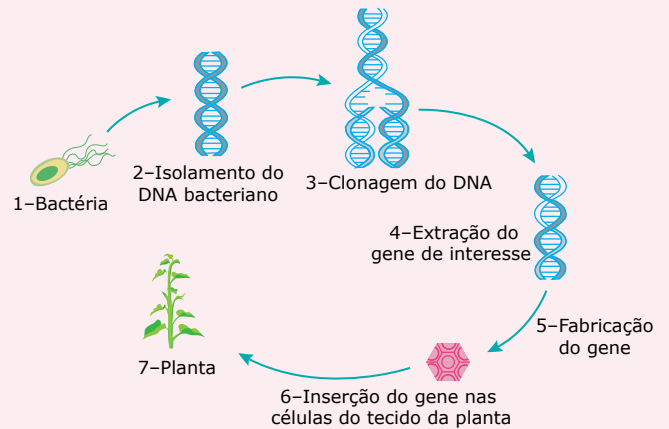 1–Bactéria
2–Isolamento do
DNA bacteriano
3–Clonagem do DNA
4–Extração do
gene de interesse
5–Fabricação
do gene
6–Inserção do gene nas
células do tecido da planta
7–Planta